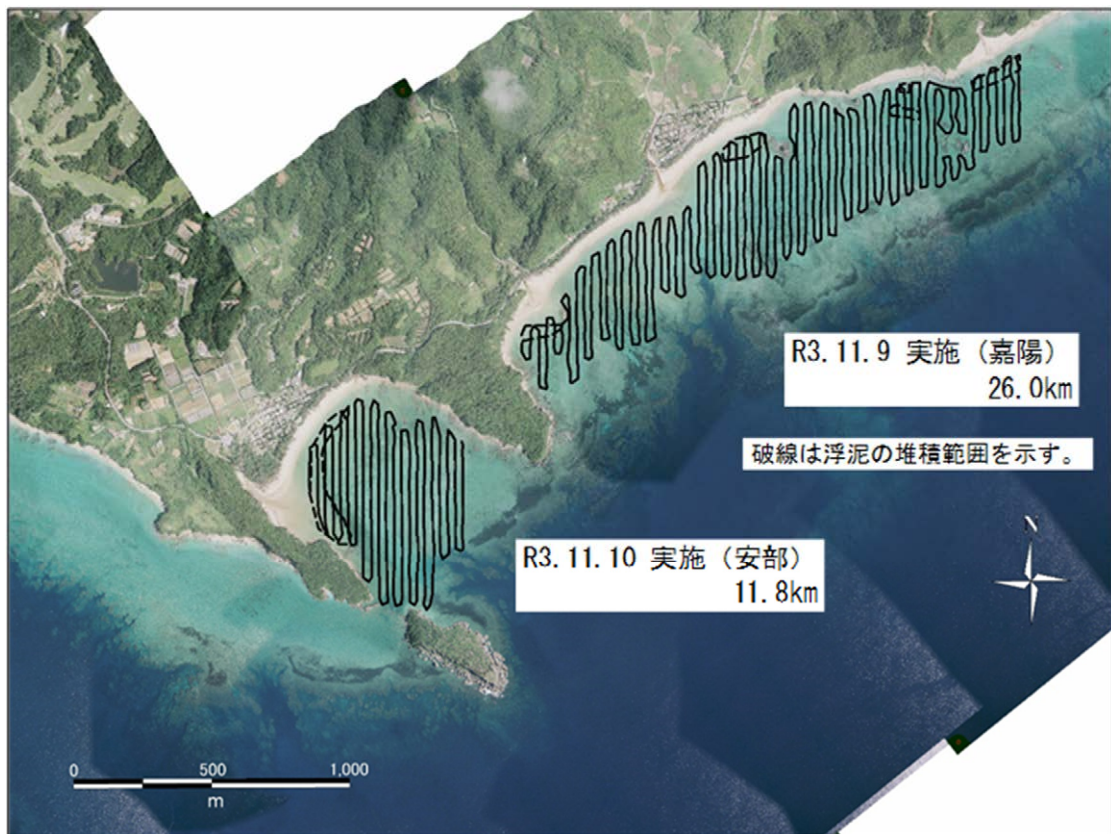 R3.11.9 実施（嘉陽）
26.0km
破線は浮泥の堆積範囲を示す。
R3.11.10 実施（安部）
11.8km
N
0 500 1,000
m